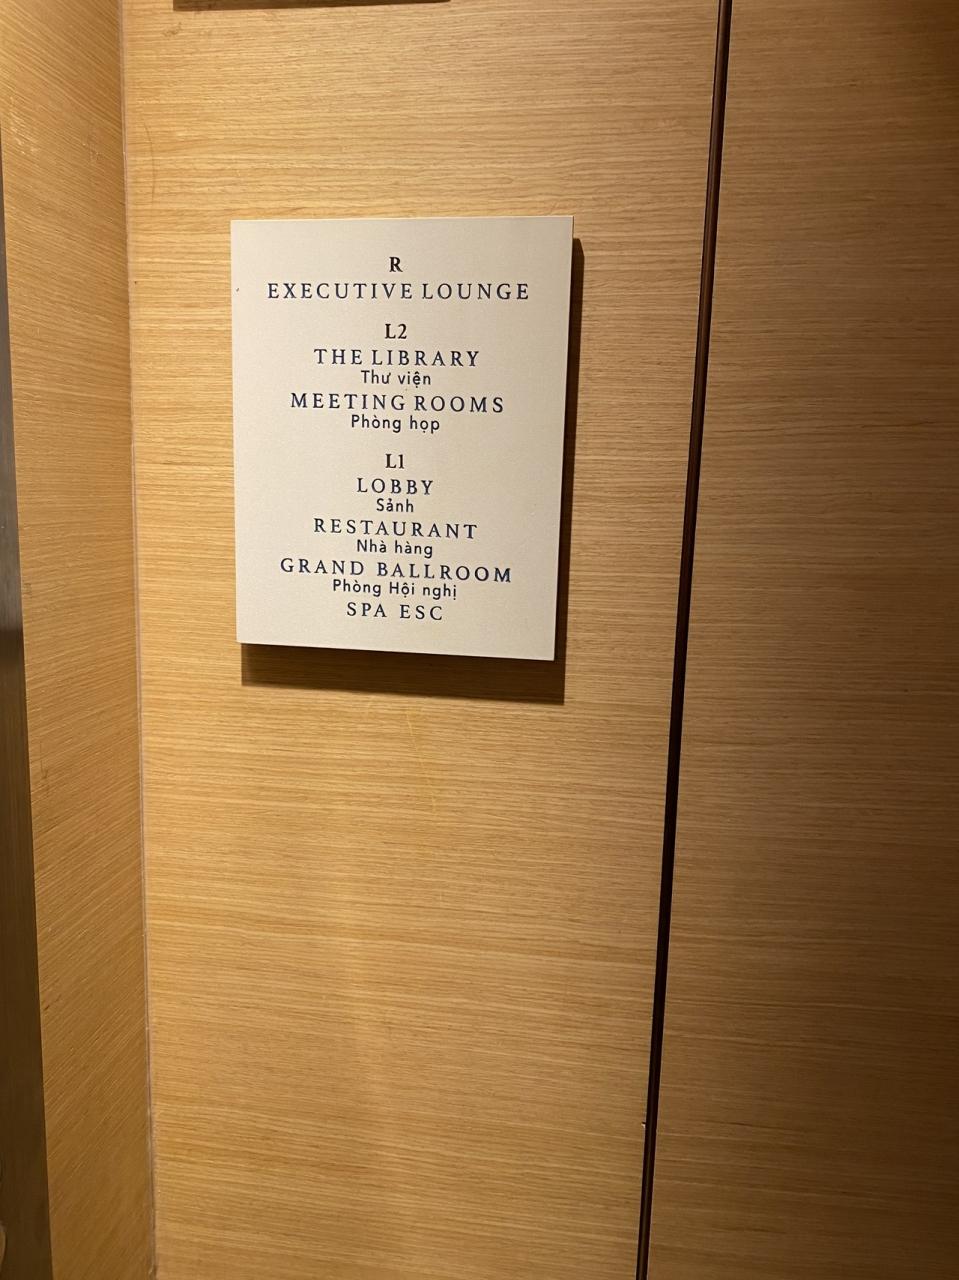 R
EXECUTIVE LOUNGE
L2
THE LIBRARY
Thư viện
MEETING ROOMS
Phòng họp
L1
LOBBY
Sảnh
RESTAURANT
Nhà hàng
GRAND BALLROOM
Phòng Hội nghị
SPA ESC